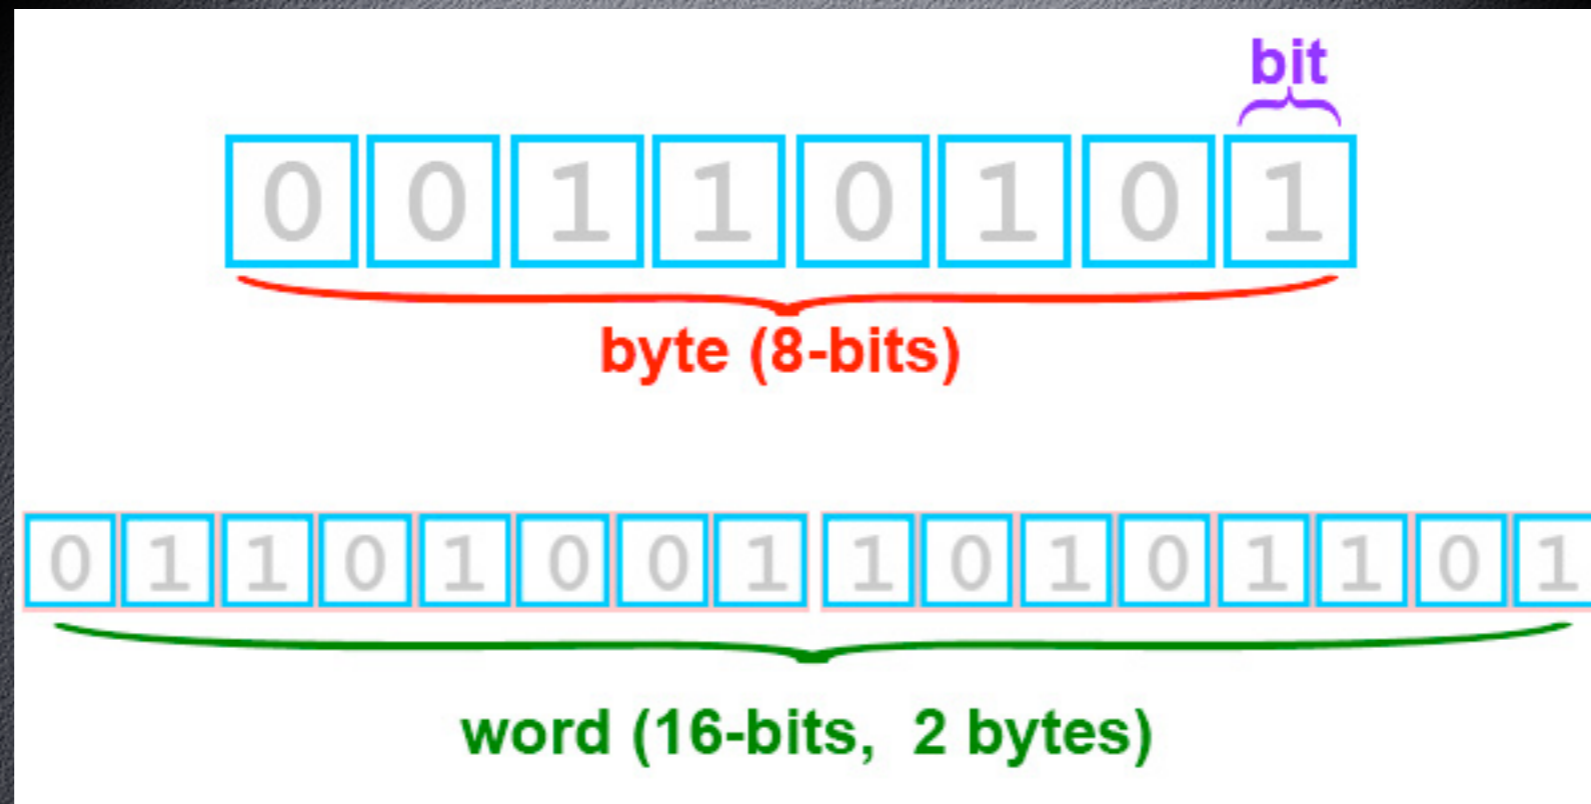 bit
0 0 1 1 0 1 0 1
byte (8-bits)
0 1 1 0 1 0 0 1 1 0 1 0 1 1 0 1
word (16-bits, 2 bytes)